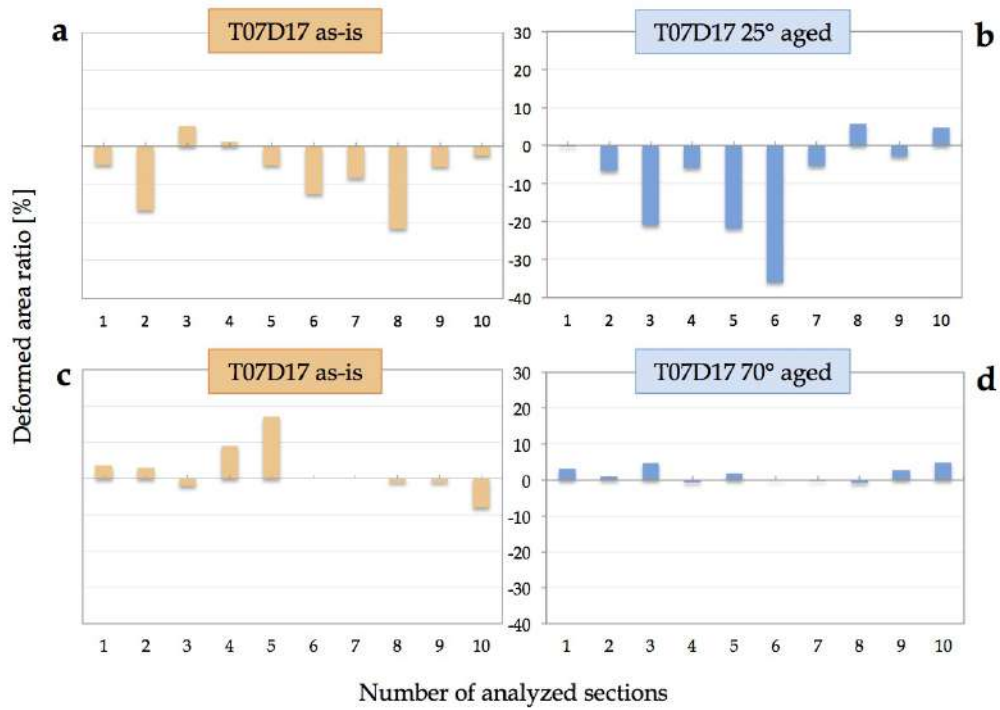 a
T07D17 as-is
T07D17 25° aged
b
30
20
10
0
-10
-20
-30
-40
1 2 3 4 5 6 7 8 9 10
1 2 3 4 5 6 7 8 9 10
Deformed area ratio [%]
c
T07D17 as-is
T07D17 70° aged
d
30
20
10
0
-10
-20
-30
-40
1 2 3 4 5 6 7 8 9 10
1 2 3 4 5 6 7 8 9 10
Number of analyzed sections